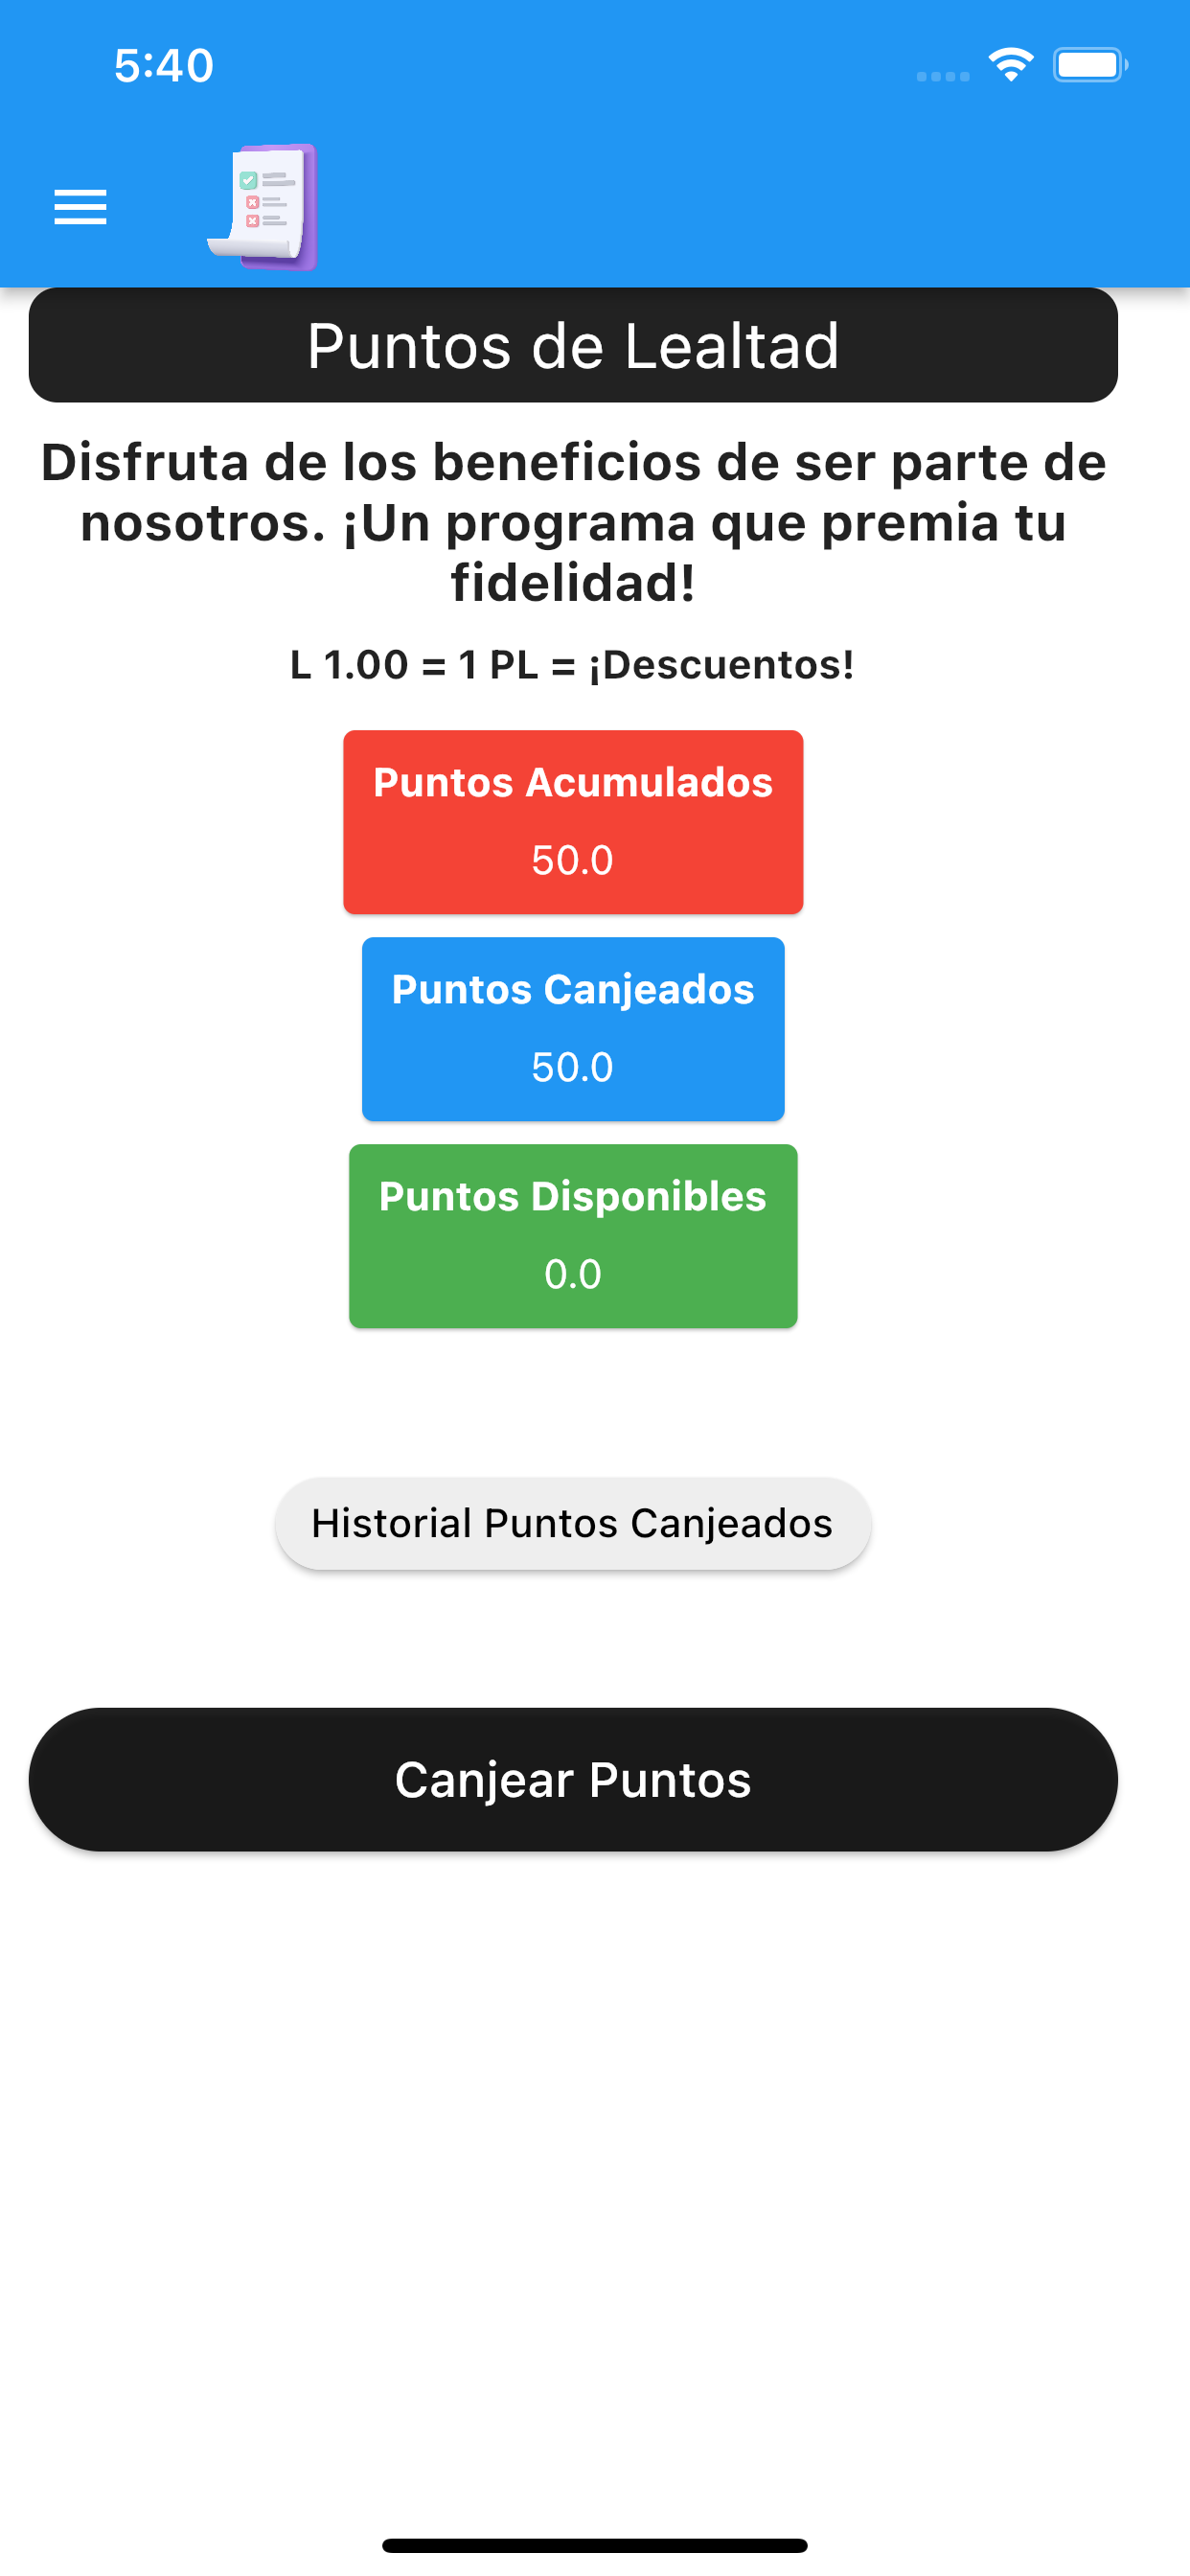 5:40
Puntos de Lealtad
Disfruta de los beneficios de ser parte de
nosotros. ¡Un programa que premia tu
fidelidad!
L 1.00 = 1 PL = ¡Descuentos!
Puntos Acumulados
50.0
Puntos Canjeados
50.0
Puntos Disponibles
0.0
Historial Puntos Canjeados
Canjear Puntos